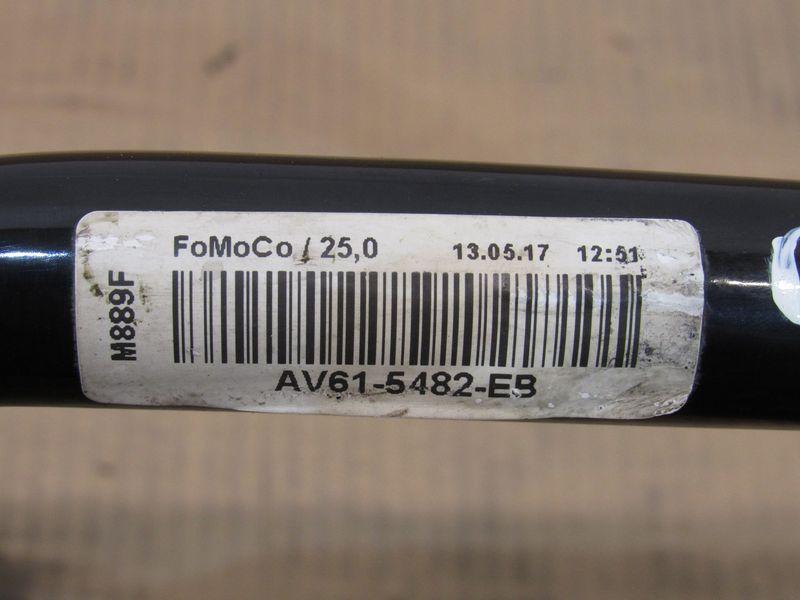 FoMoCo / 25,0 13.05.17 12:51
M889F
AV61-5482-EB